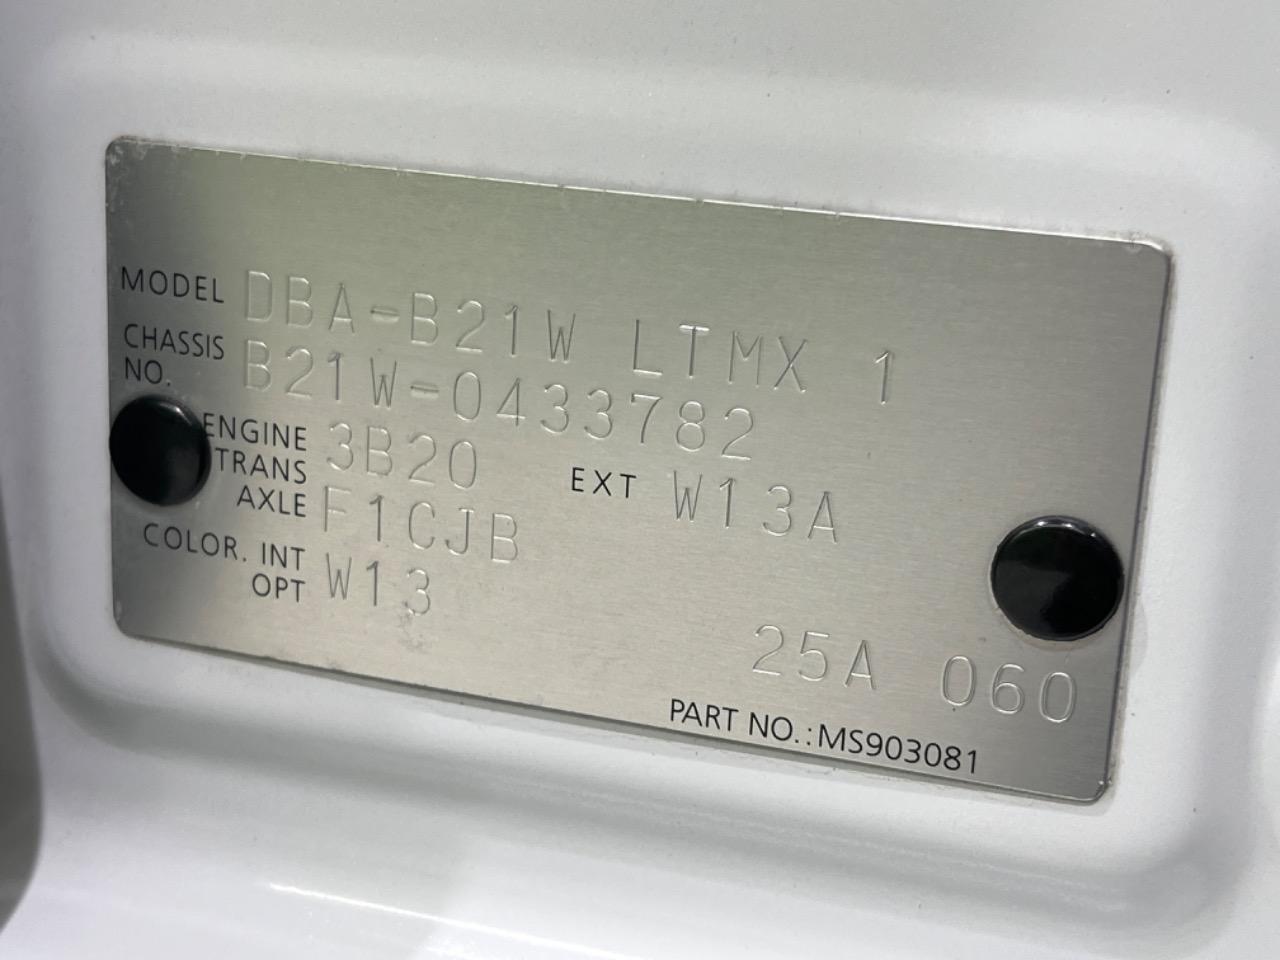 MODEL DBA-B21W LTMX 1
CHASSIS NO. B21W-0433782
ENGINE 3B20 EXT W13A
TRANS AXLE F1CJB
COLOR. INT OPT W13
25A 060
PART NO.:MS903081